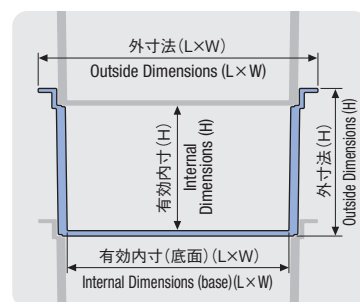 外寸法(L×W)
Outside Dimensions (L×W)
有効内寸(H)
Internal
Dimensions (H)
外寸法(H)
Outside Dimensions (H)
有効内寸(底面)(L×W)
Internal Dimensions (base)(L×W)